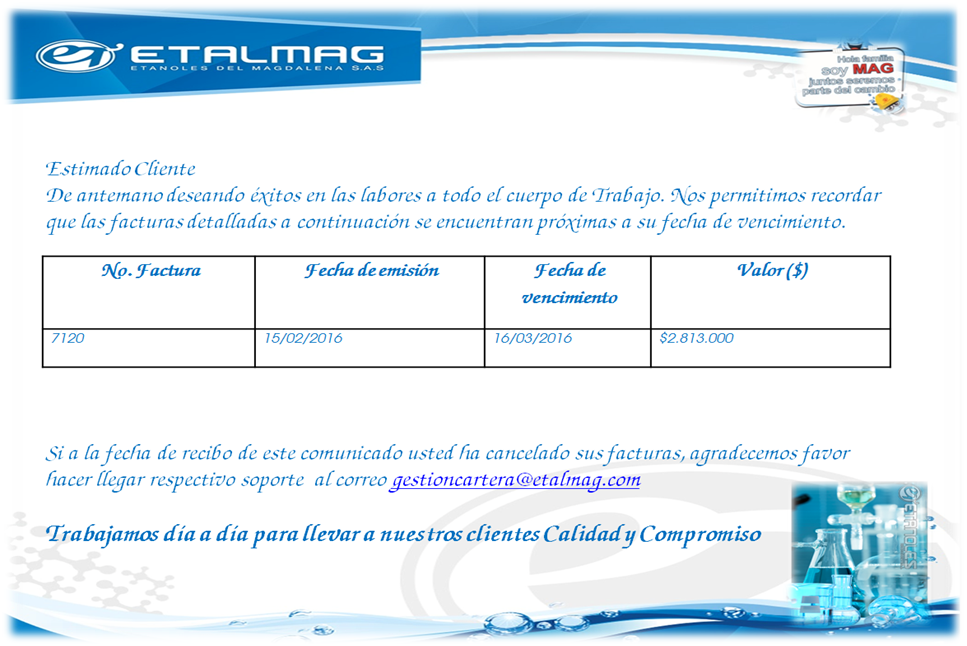 ETALMAG
ETANOLES DEL MAGDALENA S.A.S
Hola familia
soy MAG
juntos seremos
parte del cambio
Estimado Cliente
De antemano deseando éxitos en las labores a todo el cuerpo de Trabajo. Nos permitimos recordar
que las facturas detalladas a continuación se encuentran próximas a su fecha de vencimiento.
No. Factura Fecha de emisión Fecha de vencimiento Valor ($)
7120 15/02/2016 16/03/2016 $2.813.000
Si a la fecha de recibo de este comunicado usted ha cancelado sus facturas, agradecemos favor
hacer llegar respectivo soporte al correo gestioncartera@etalmag.com
Trabajamos día a día para llevar a nuestros clientes Calidad y Compromiso